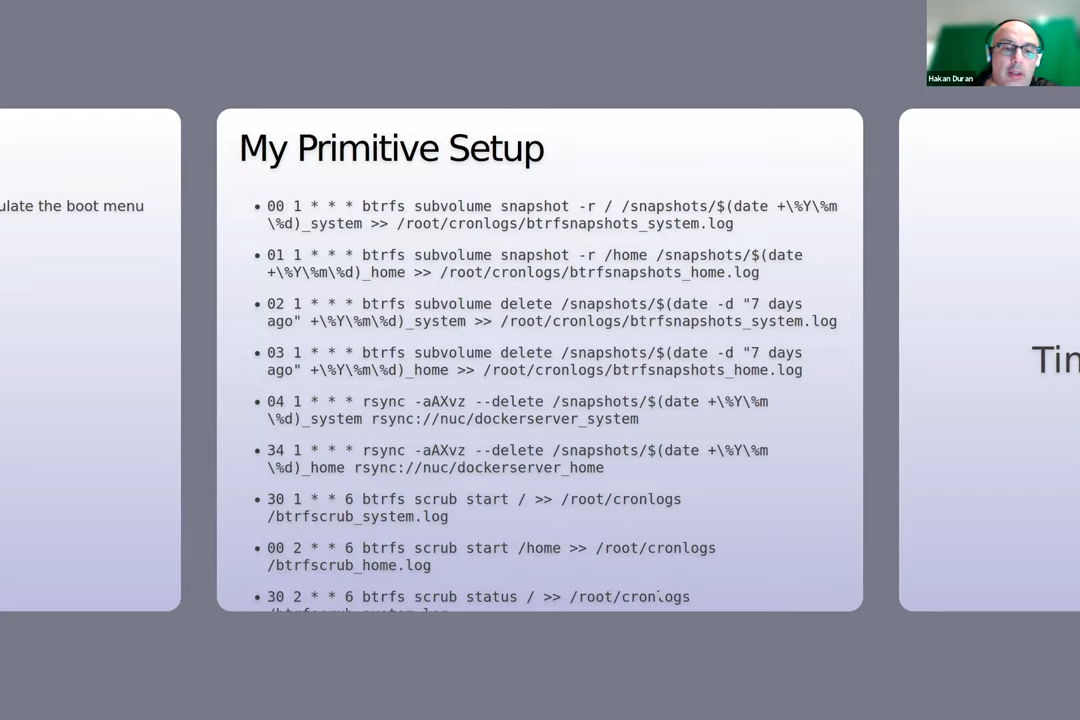 Hakan Duran
ulate the boot menu
My Primitive Setup
• 00 1 * * * btrfs subvolume snapshot -r / /snapshots/$(date +\%Y\%m
\%d)_system >> /root/cronlogs/btrfsnapshots_system.log
• 01 1 * * * btrfs subvolume snapshot -r /home /snapshots/$(date
+\%Y\%m\%d)_home >> /root/cronlogs/btrfsnapshots_home.log
• 02 1 * * * btrfs subvolume delete /snapshots/$(date -d "7 days
ago" +\%Y\%m\%d)_system >> /root/cronlogs/btrfsnapshots_system.log
• 03 1 * * * btrfs subvolume delete /snapshots/$(date -d "7 days
ago" +\%Y\%m\%d)_home >> /root/cronlogs/btrfsnapshots_home.log
• 04 1 * * * rsync -aAXvz --delete /snapshots/$(date +\%Y\%m
\%d)_system rsync://nuc/dockerserver_system
• 34 1 * * * rsync -aAXvz --delete /snapshots/$(date +\%Y\%m
\%d)_home rsync://nuc/dockerserver_home
• 30 1 * * 6 btrfs scrub start / >> /root/cronlogs
/btrfscrub_system.log
• 00 2 * * 6 btrfs scrub start /home >> /root/cronlogs
/btrfscrub_home.log
• 30 2 * * 6 btrfs scrub status / >> /root/cronlogs
Tim